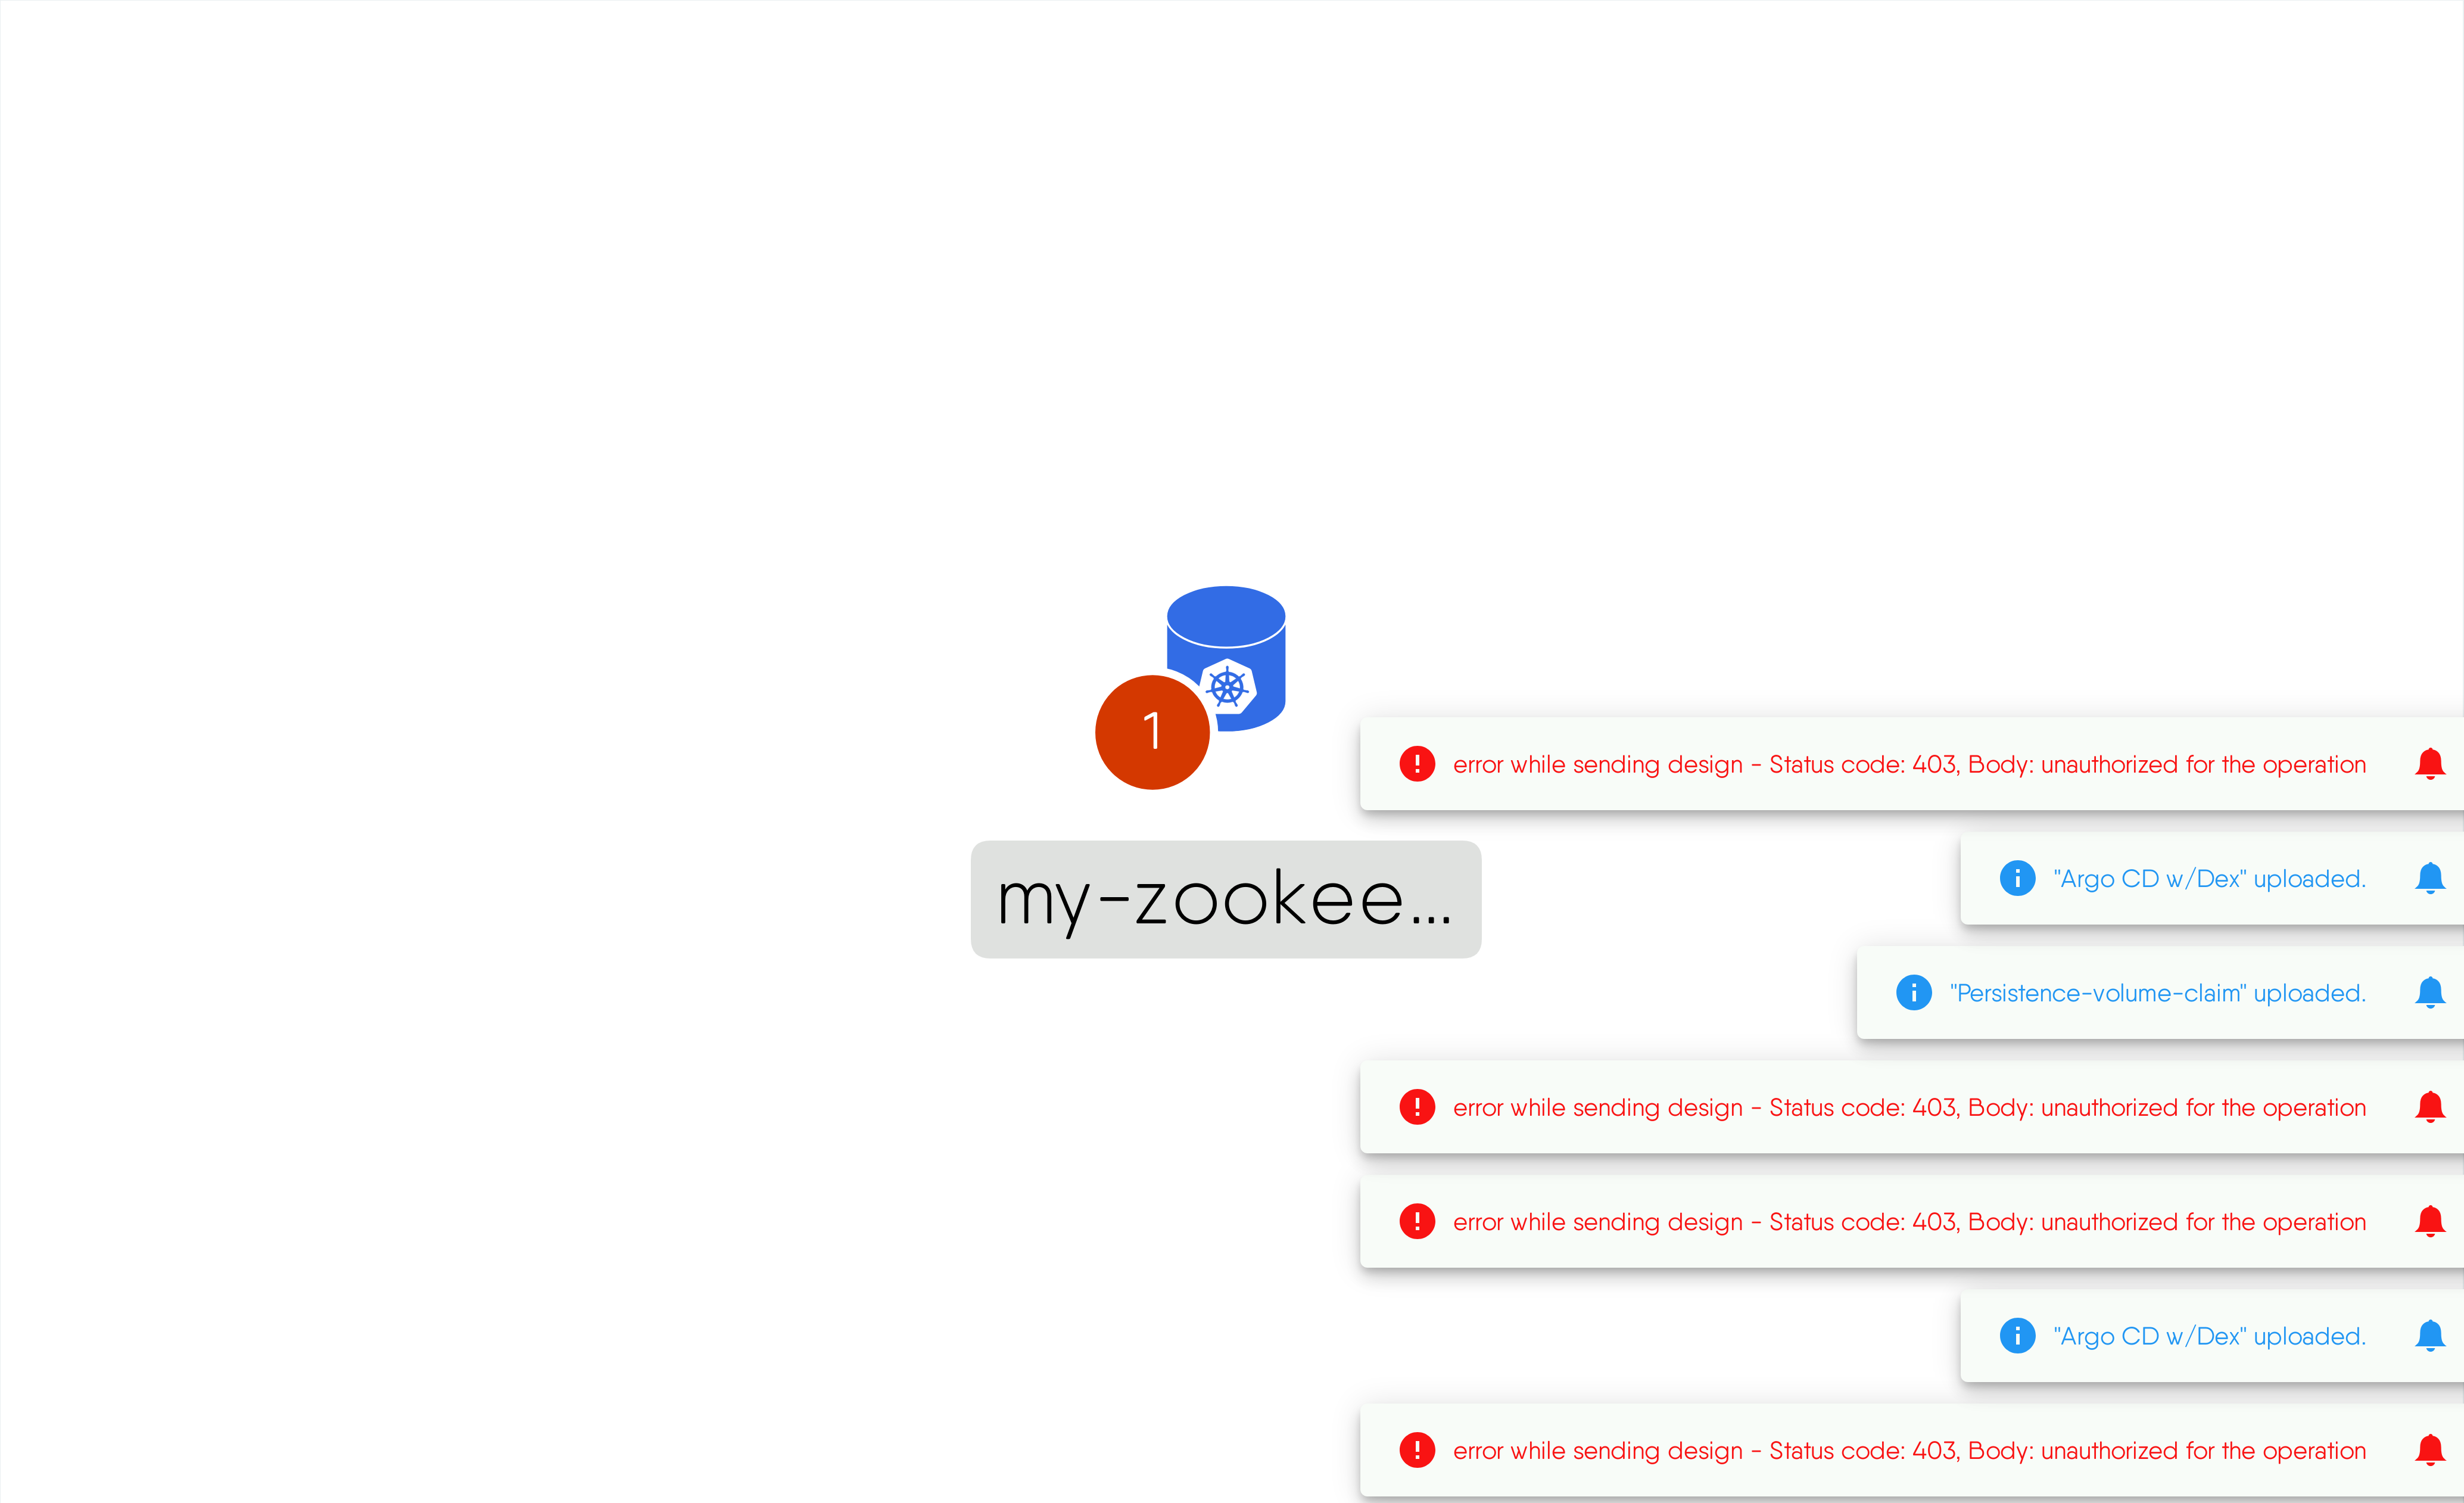 1
my-zookee...
error while sending design - Status code: 403, Body: unauthorized for the operation
"Argo CD w/Dex" uploaded.
"Persistence-volume-claim" uploaded.
error while sending design - Status code: 403, Body: unauthorized for the operation
error while sending design - Status code: 403, Body: unauthorized for the operation
"Argo CD w/Dex" uploaded.
error while sending design - Status code: 403, Body: unauthorized for the operation